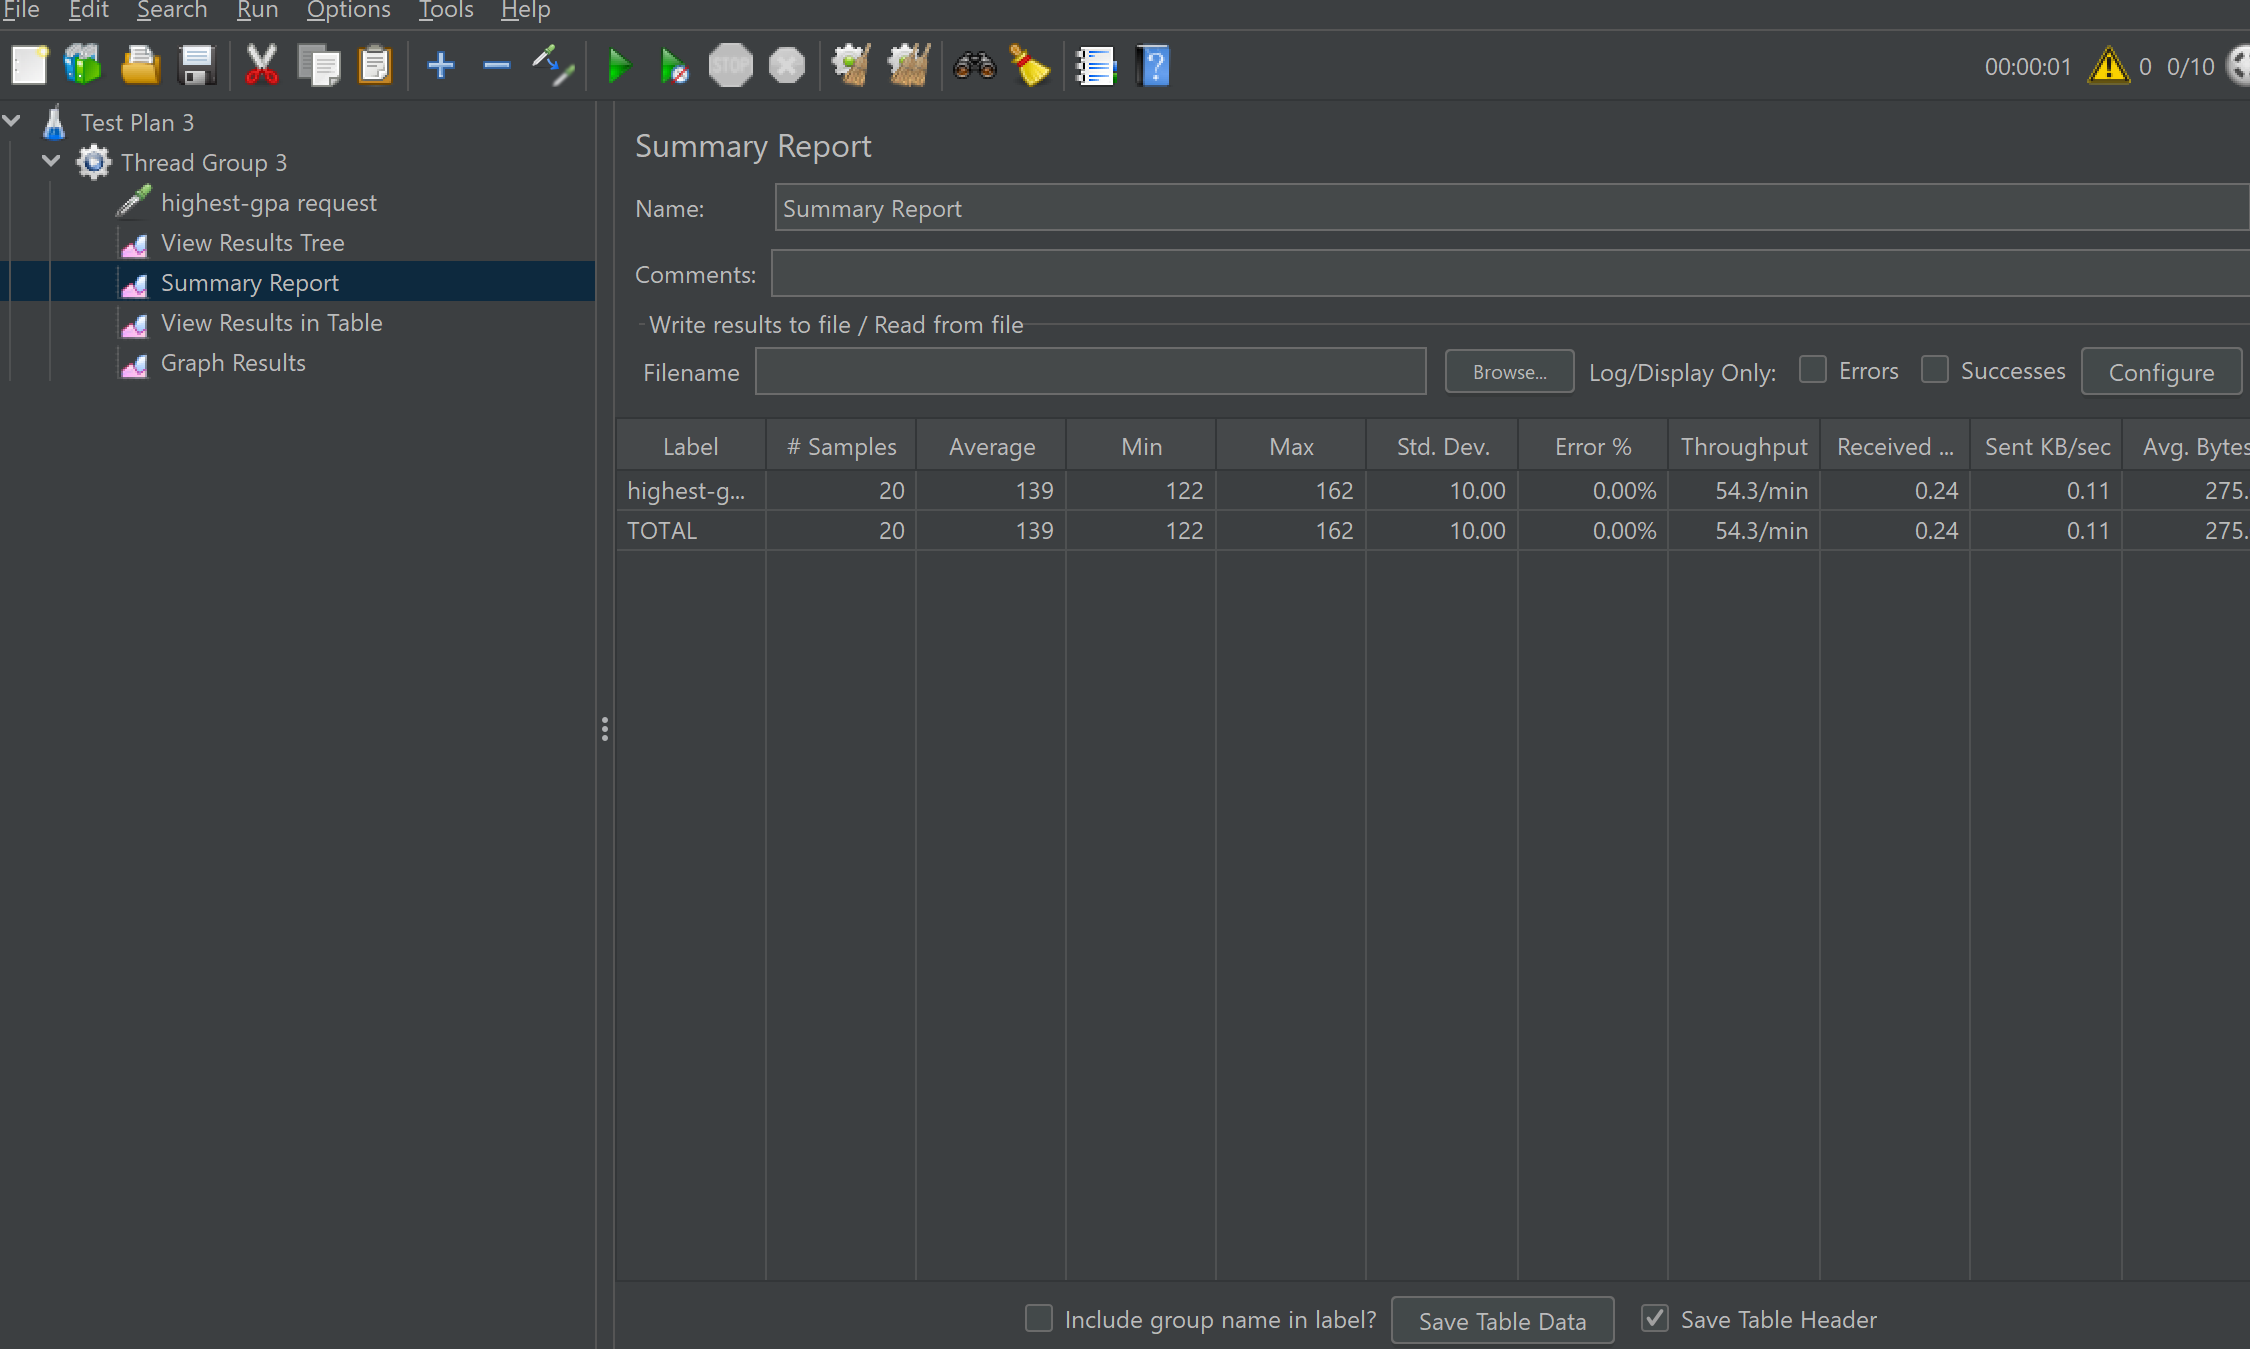 File Edit Search Run Options Tools Help
STOP
00:00:01 0 0/10
Test Plan 3
Thread Group 3
highest-gpa request
View Results Tree
Summary Report
View Results in Table
Graph Results
Summary Report
Name: Summary Report
Comments:
Write results to file / Read from file
Filename Browse... Log/Display Only: Errors Successes Configure
Label # Samples Average Min Max Std. Dev. Error % Throughput Received ... Sent KB/sec Avg. Bytes
highest-g... 20 139 122 162 10.00 0.00% 54.3/min 0.24 0.11 275.
TOTAL 20 139 122 162 10.00 0.00% 54.3/min 0.24 0.11 275.
Include group name in label? Save Table Data Save Table Header